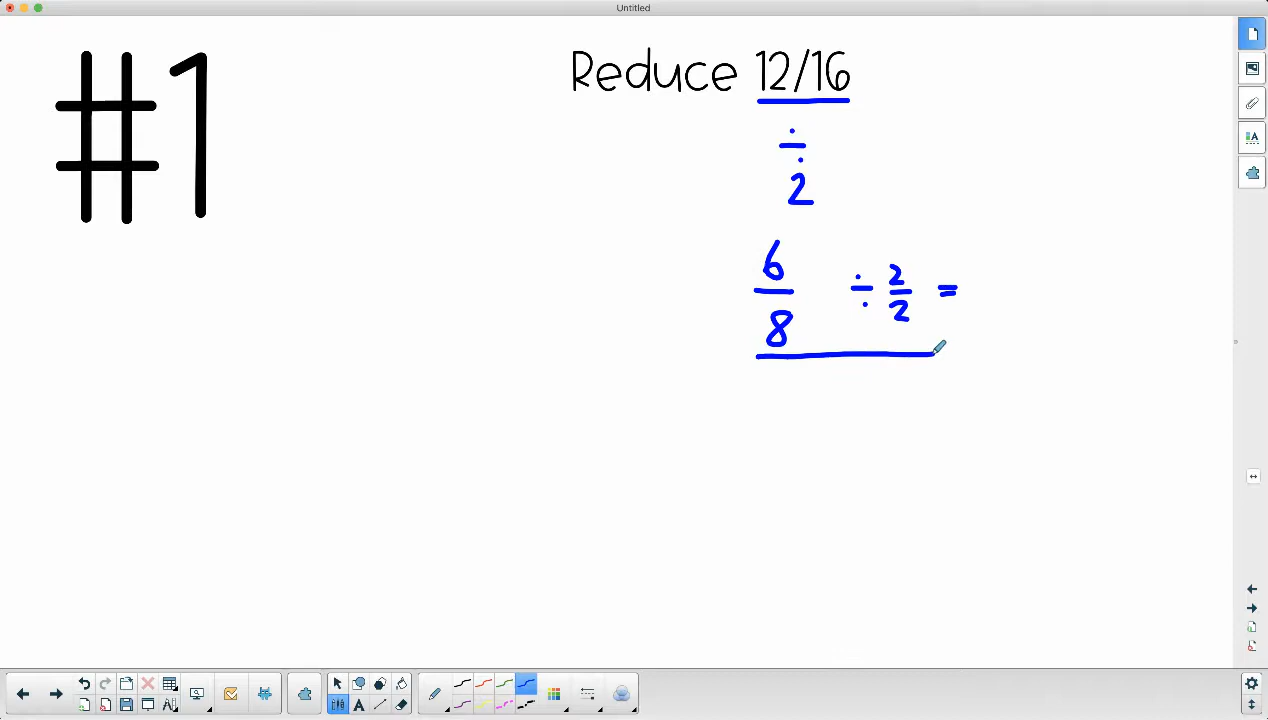 Untitled
#1
Reduce 12/16
÷
2
6/8 ÷ 2/2 =